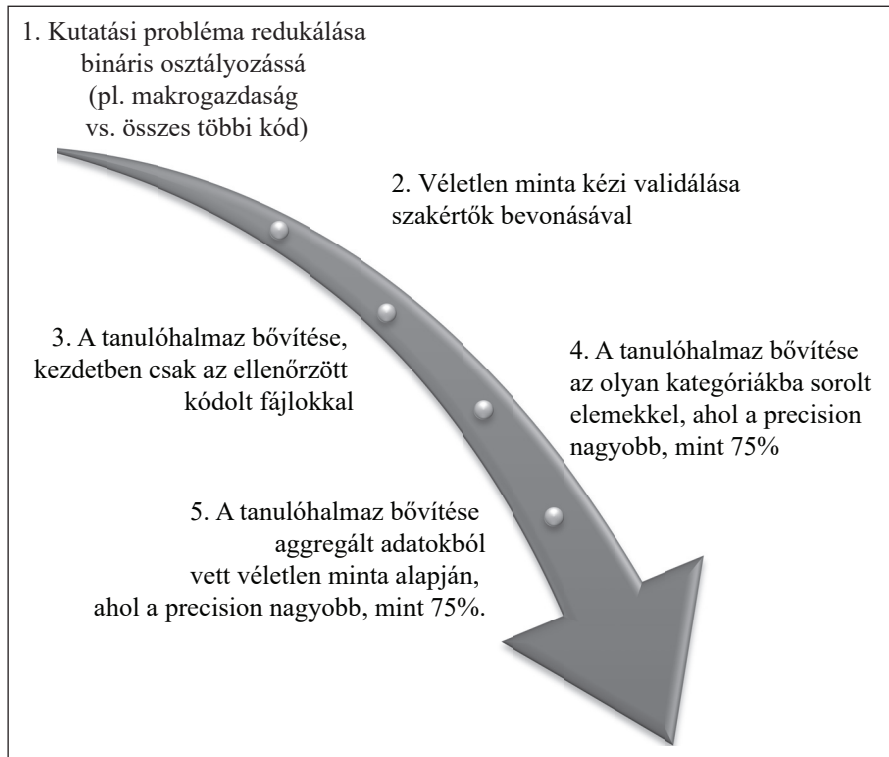 1. Kutatási probléma redukálása
bináris osztályozássá
(pl. makrogazdaság
vs. összes többi kód)
2. Véletlen minta kézi validálása
szakértők bevonásával
3. A tanulóhalmaz bővítése,
kezdetben csak az ellenőrzött
kódolt fájlokkal
4. A tanulóhalmaz bővítése
az olyan kategóriákba sorolt
elemekkel, ahol a precision
nagyobb, mint 75%
5. A tanulóhalmaz bővítése
aggregált adatokból
vett véletlen minta alapján,
ahol a precision nagyobb, mint 75%.